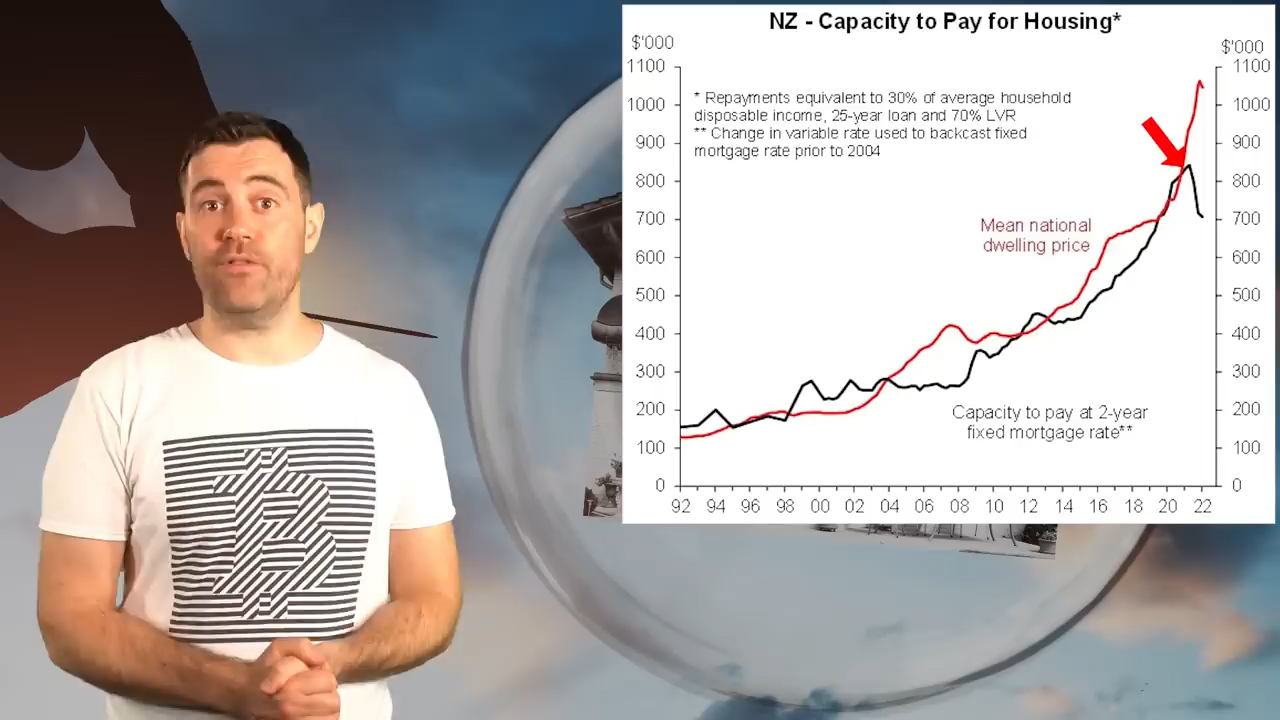 NZ - Capacity to Pay for Housing*
$'000
$'000
1100
1100
* Repayments equivalent to 30% of average household
disposable income, 25-year loan and 70% LVR
** Change in variable rate used to backcast fixed
mortgage rate prior to 2004
1000
1000
900
900
800
800
700
700
Mean national
dwelling price
600
600
500
500
400
400
300
300
200
200
Capacity to pay at 2-year
fixed mortgage rate**
100
100
0
0
92 94 96 98 00 02 04 06 08 10 12 14 16 18 20 22
B